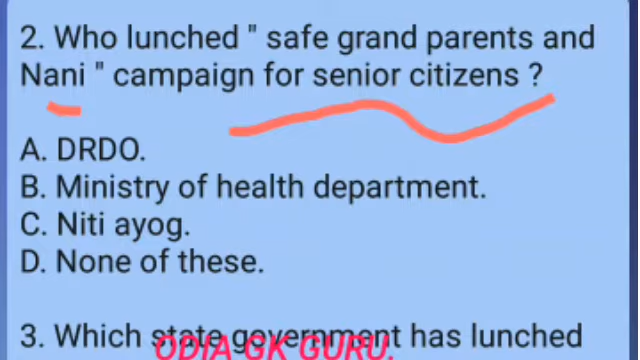 2. Who lunched " safe grand parents and
Nani " campaign for senior citizens ?
A. DRDO.
B. Ministry of health department.
C. Niti ayog.
D. None of these.
3. Which state government has lunched
ODIA GK GURU.